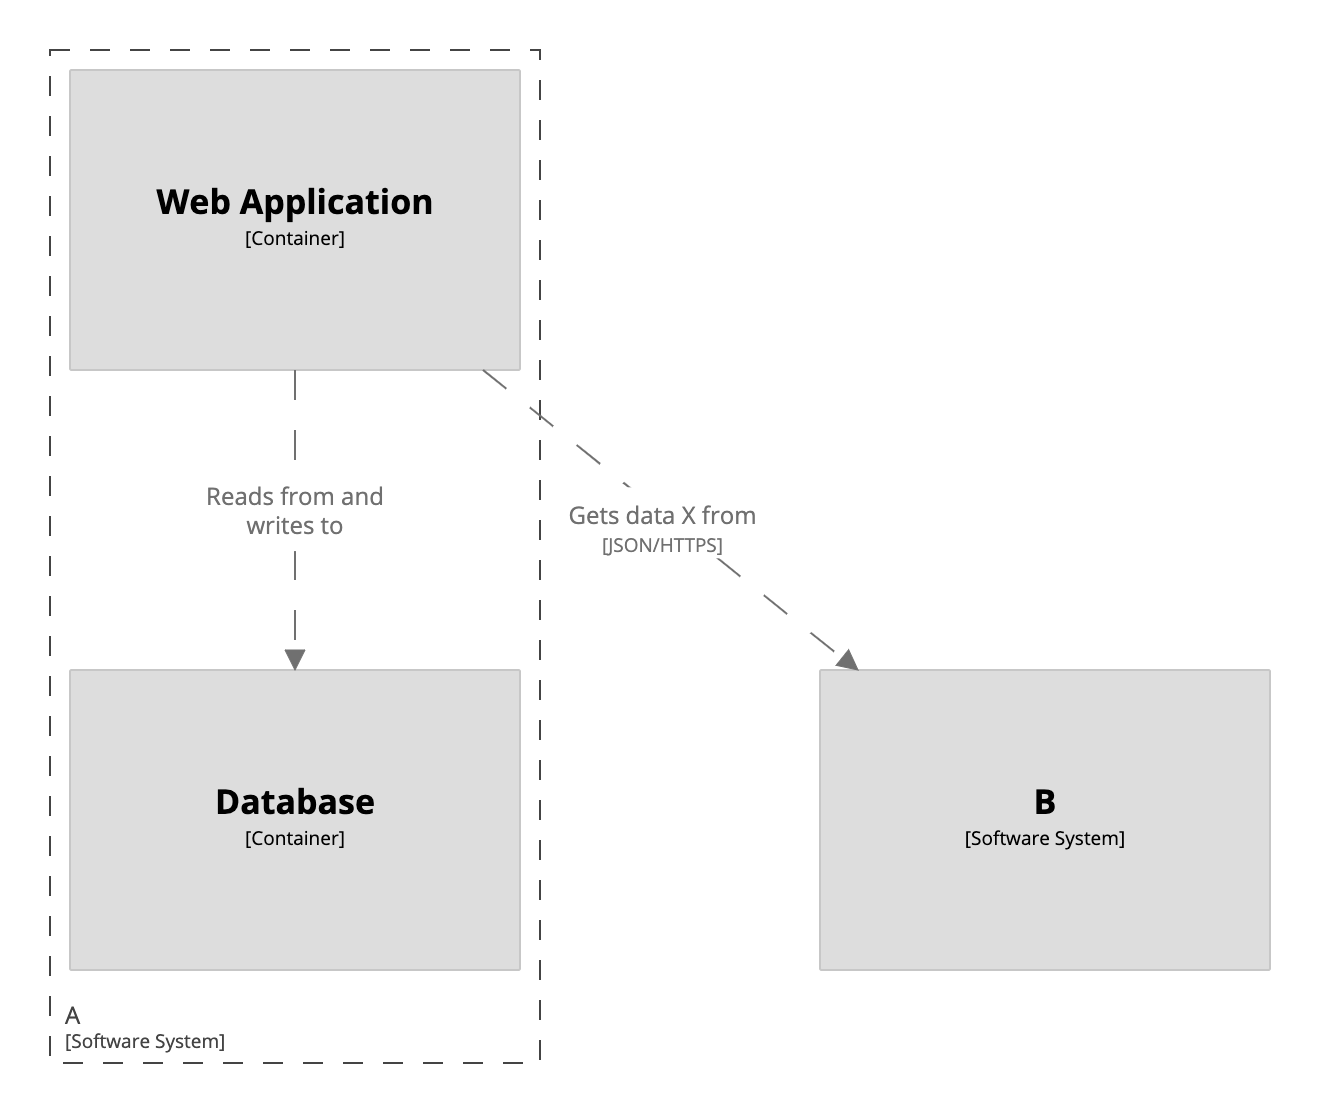 Web Application
[Container]
Reads from and
writes to
Gets data X from
[JSON/HTTPS]
Database
[Container]
B
[Software System]
A
[Software System]